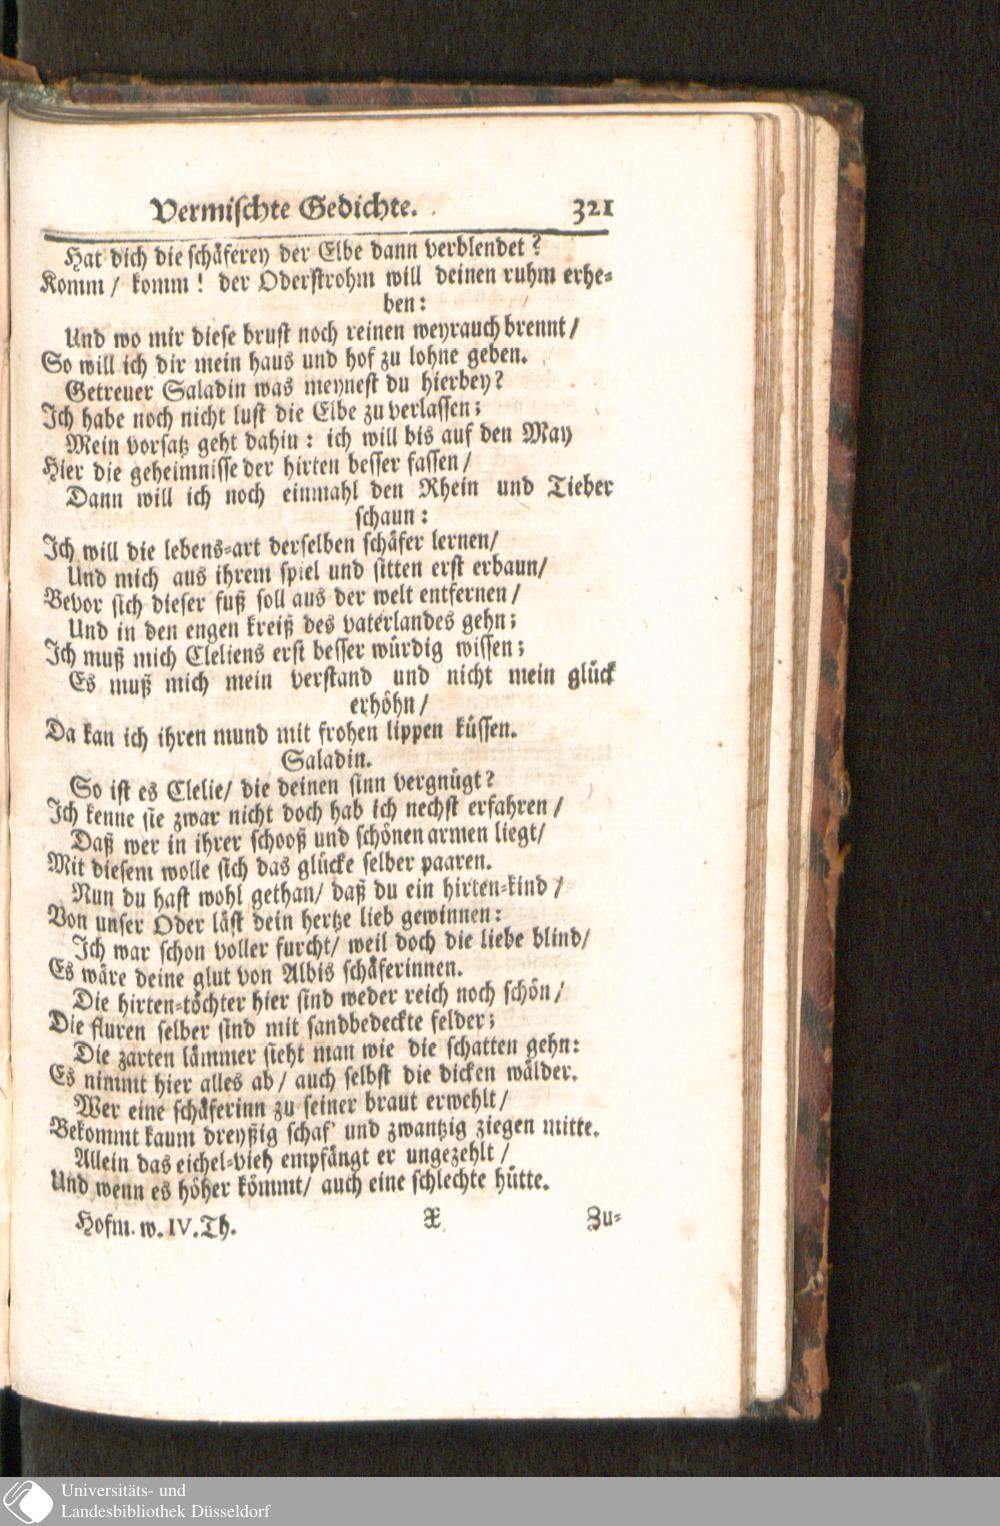 Vermischte Gedichte. 321
Hat dich die schäferey der Elbe dann verblendet?
Komm / komm! der Oderstrohm will deinen ruhm erhe-
ben:
Und wo mir diese brust noch reinen weyrauch brennt/
So will ich dir mein haus und hof zu lohne geben.
Getreuer Saladin was meynest du hierbey?
Ich habe noch nicht lust die Elbe zu verlassen;
Mein vorsatz geht dahin: ich will bis auf den May
Hier die geheimnisse der hirten besser fassen/
Dann will ich noch einmahl den Rhein und Tieber
schaun:
Ich will die lebens-art derselben schäfer lernen/
Und mich aus ihrem spiel und sitten erst erbaun/
Bevor sich dieser fuß soll aus der welt entfernen/
Und in den engen kreiß des vaterlandes gehn;
Ich muß mich Cleliens erst besser würdig wissen;
Es muß mich mein verstand und nicht mein glück
erhöhn/
Da kan ich ihren mund mit frohen lippen küssen.
Saladin.
So ist es Clelie/ die deinen sinn vergnügt?
Ich kenne sie zwar nicht doch hab ich nechst erfahren/
Daß wer in ihrer schooß und schönen armen liegt/
Mit diesem wolle sich das glücke selber paaren.
Nun du hast wohl gethan/ daß du ein hirten-kind/
Von unser Oder läst dein hertze lieb gewinnen:
Ich war schon voller furcht/ weil doch die liebe blind/
Es wäre deine glut von Albis schäferinnen.
Die hirten-töchter hier sind weder reich noch schön/
Die fluren selber sind mit sandbedeckte felder;
Die zarten lämmer sieht man wie die schatten gehn:
Es nimmt hier alles ab/ auch selbst die dicken wälder.
Wer eine schäferinn zu seiner braut erwehlt/
Bekommt kaum dreyßig schaf' und zwantzig ziegen mitte.
Allein das eichel-vieh empfängt er ungezehlt/
Und wenn es höher kömmt/ auch eine schlechte hütte.
Hofm. w. IV. Th. X Zu-
Universitäts- und
Landesbibliothek Düsseldorf